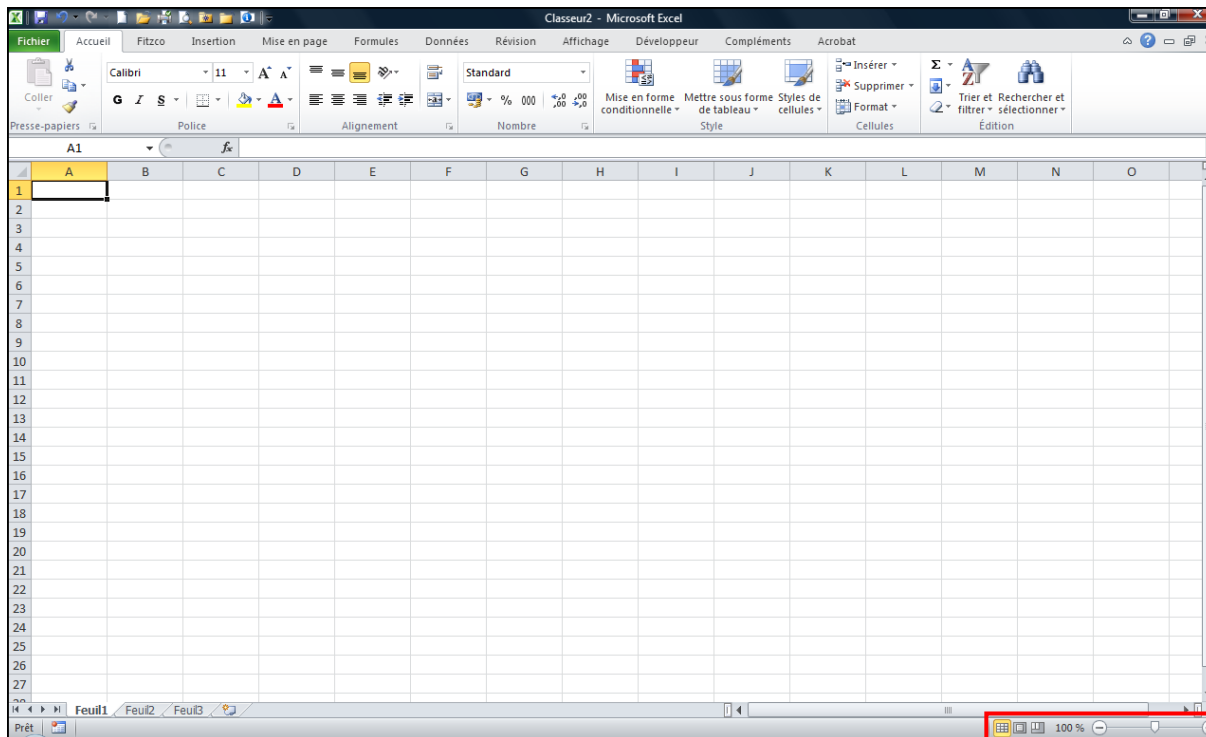 Classeur2 - Microsoft Excel
Fichier Accueil Fitzco Insertion Mise en page Formules Données Révision Affichage Développeur Compléments Acrobat
Coller
Calibri 11
Standard
G I S
% 000
Mise en forme conditionnelle
Mettre sous forme de tableau
Styles de cellules
Insérer
Supprimer
Format
Σ
Trier et filtrer
Rechercher et sélectionner
Presse-papiers Police Alignement Nombre Style Cellules Édition
A1 fx
A B C D E F G H I J K L M N O
1
2
3
4
5
6
7
8
9
10
11
12
13
14
15
16
17
18
19
20
21
22
23
24
25
26
27
Feuil1 Feuil2 Feuil3
Prêt 100 %